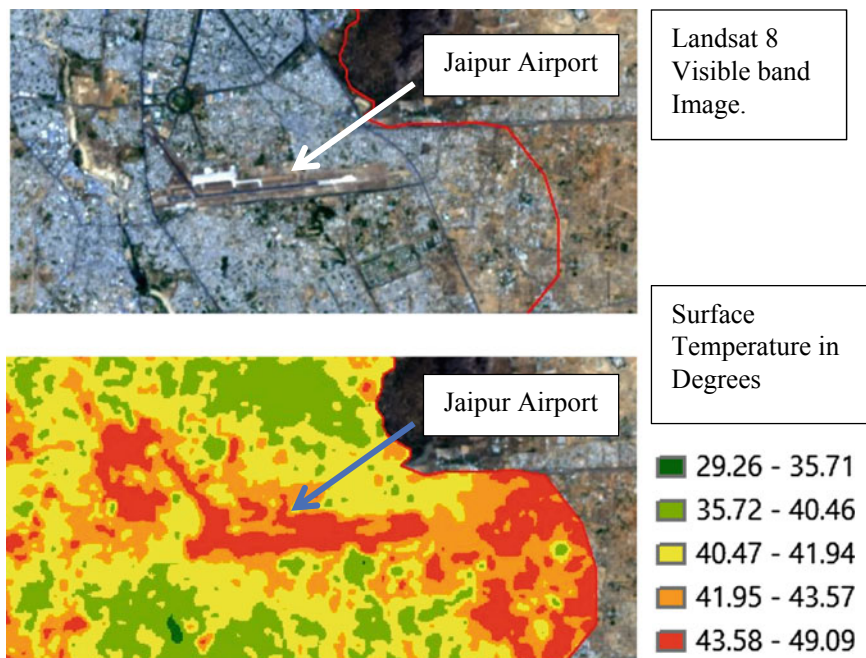 Jaipur Airport
Landsat 8
Visible band
Image.
Jaipur Airport
Surface
Temperature in
Degrees
29.26 - 35.71
35.72 - 40.46
40.47 - 41.94
41.95 - 43.57
43.58 - 49.09